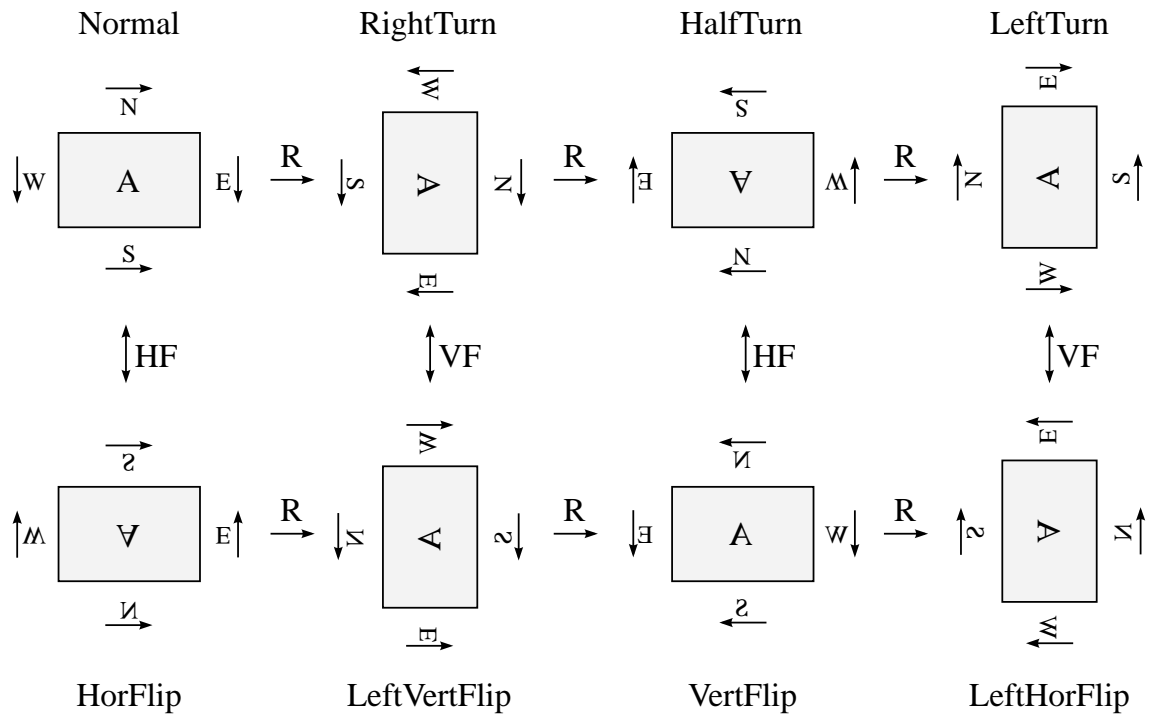 Normal RightTurn HalfTurn LeftTurn
W E
N S
W A E R S A N R E A W R N A S
S N
E W
HF VF HF VF
S W N E
W A E R N A S R E A W R S A N
N E S W
HorFlip LeftVertFlip VertFlip LeftHorFlip